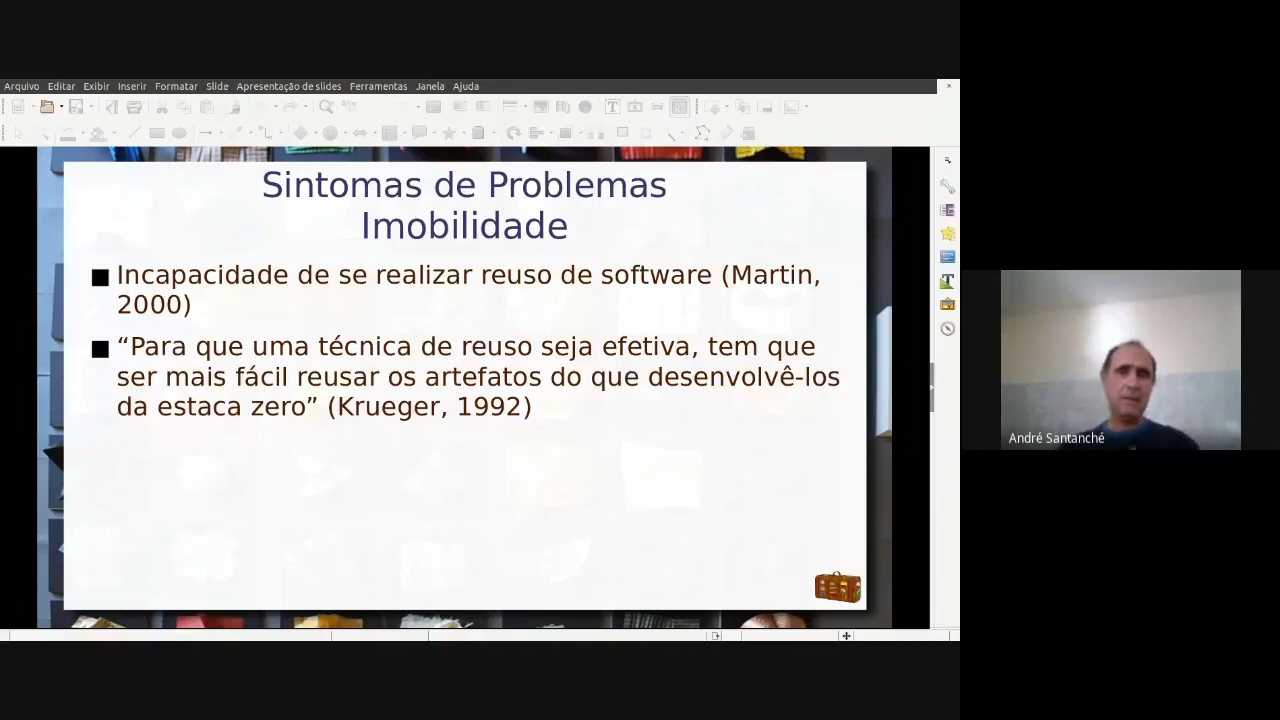 Arquivo Editar Exibir Inserir Formatar Slide Apresentação de slides Ferramentas Janela Ajuda
Sintomas de Problemas
Imobilidade
Incapacidade de se realizar reuso de software (Martin,
2000)
“Para que uma técnica de reuso seja efetiva, tem que
ser mais fácil reusar os artefatos do que desenvolvê-los
da estaca zero” (Krueger, 1992)
André Santanché